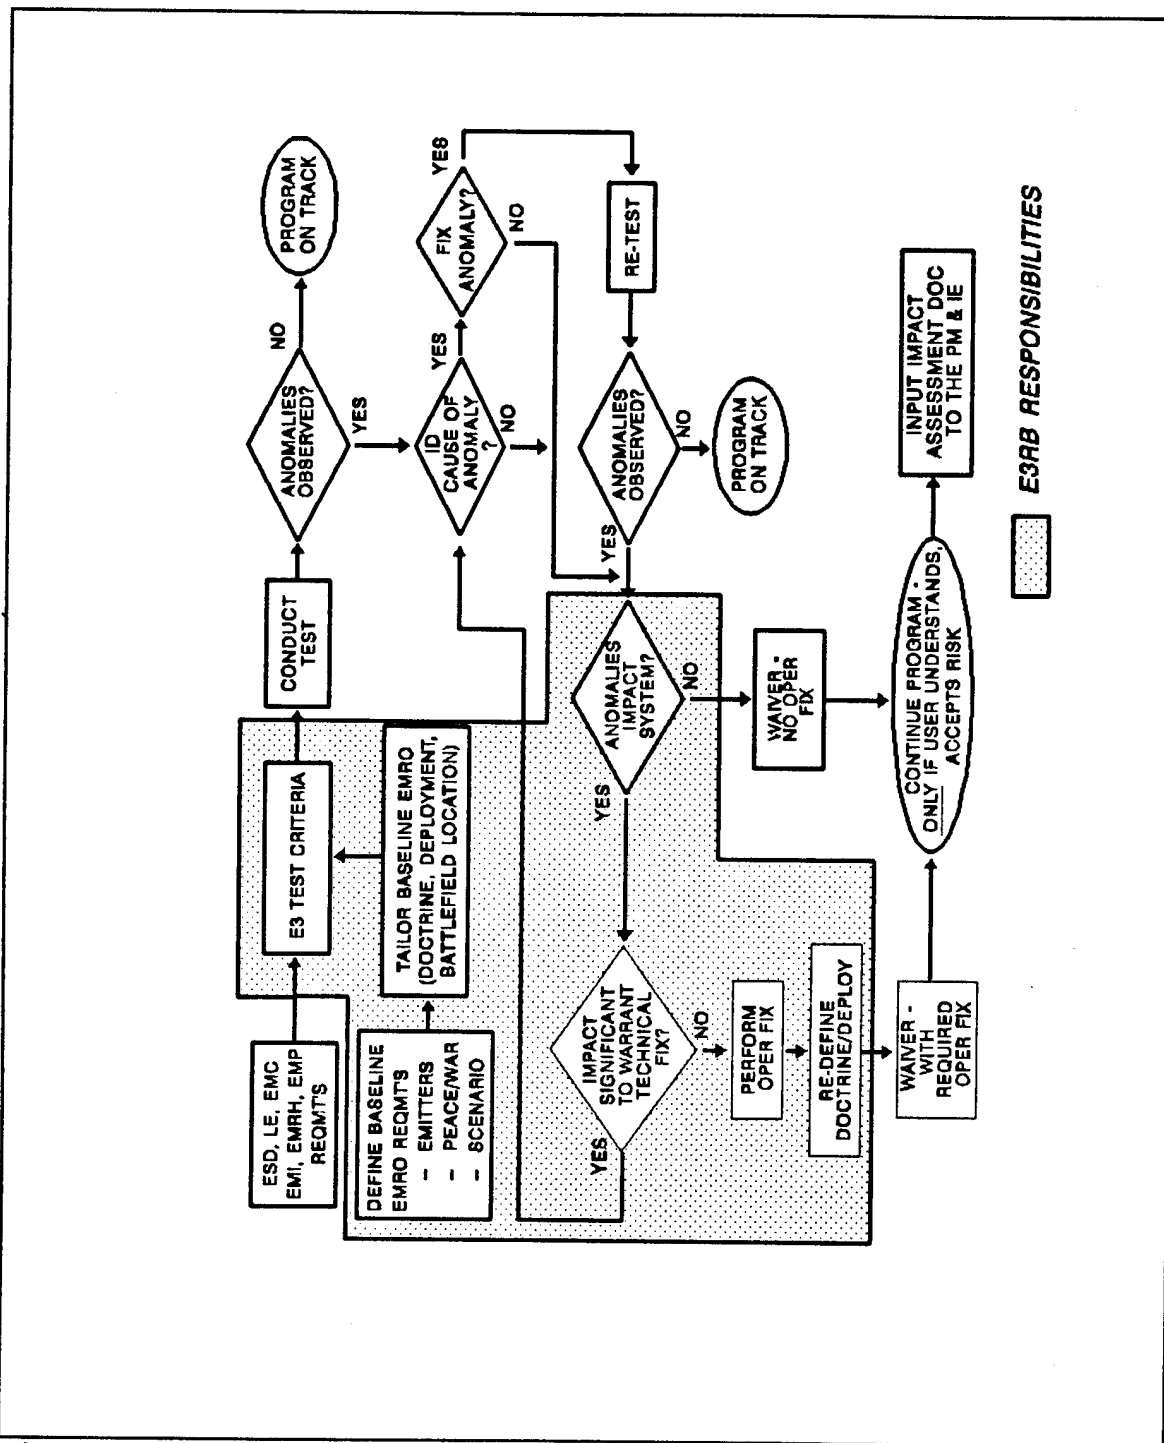 ESD, LE, EMC
EMI, EMRH, EMP
REQMT'S
E3 TEST CRITERIA
CONDUCT
TEST
ANOMALIES
OBSERVED?
NO
PROGRAM
ON TRACK
YES
DEFINE BASELINE
EMRO REQMT'S
– EMITTERS
– PEACE/WAR
– SCENARIO
TAILOR BASELINE EMRO
(DOCTRINE, DEPLOYMENT,
BATTLEFIELD LOCATION)
ID
CAUSE OF
ANOMALY
?
YES
NO
FIX
ANOMALY?
YES
NO
RE-TEST
ANOMALIES
OBSERVED?
YES
NO
PROGRAM
ON TRACK
ANOMALIES
IMPACT
SYSTEM?
YES
NO
IMPACT
SIGNIFICANT
TO WARRANT
TECHNICAL
FIX?
YES
NO
PERFORM
OPER FIX
RE-DEFINE
DOCTRINE/DEPLOY
WAIVER -
WITH
REQUIRED
OPER FIX
WAIVER -
NO OPER
FIX
CONTINUE PROGRAM -
ONLY IF USER UNDERSTANDS,
ACCEPTS RISK
INPUT IMPACT
ASSESSMENT DOC
TO THE PM & IE
E3RB RESPONSIBILITIES